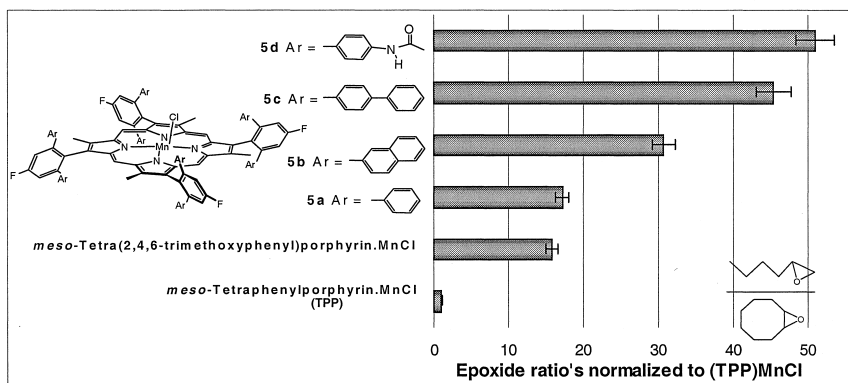 5d Ar =
N
H
O
5c Ar =
5b Ar =
5a Ar =
F
Ar
Cl
Ar
Ar
F
Ar
N
N
Mn
N
N
Ar
Ar
Ar
F
Ar
Ar
F
meso-Tetra(2,4,6-trimethoxyphenyl)porphyrin.MnCl
meso-Tetraphenylporphyrin.MnCl
(TPP)
O
O
0 10 20 30 40 50
Epoxide ratio's normalized to (TPP)MnCl